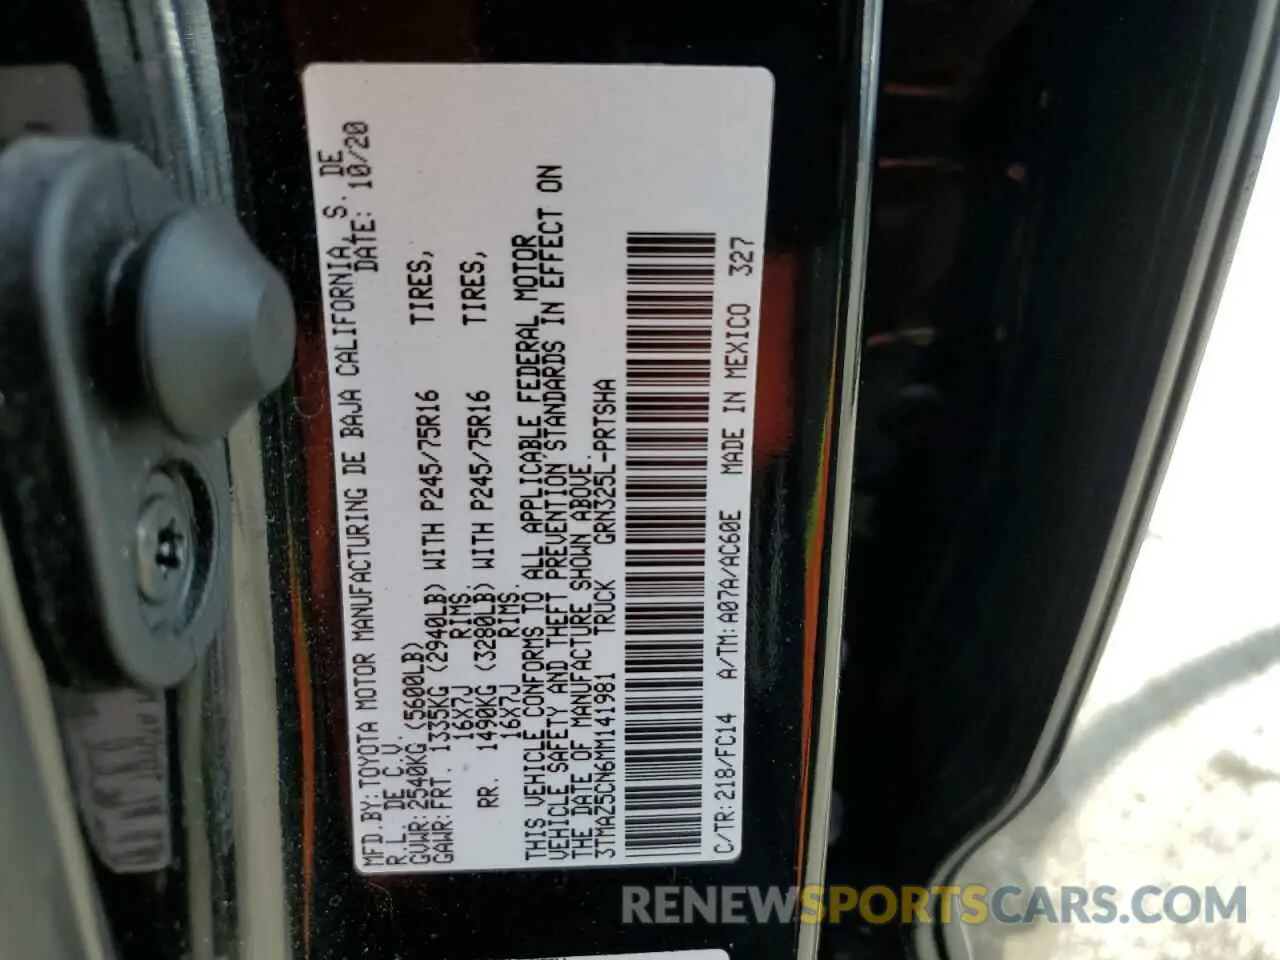 MFD.BY:TOYOTA MOTOR MANUFACTURING DE BAJA CALIFORNIA, S. DE
R.L. DE C.V. DATE: 10/20
GVWR:2540KG (5600LB)
GAWR:FRT. 1335KG (2940LB) WITH P245/75R16 TIRES,
16X7J RIMS.
RR. 1490KG (3280LB) WITH P245/75R16 TIRES,
16X7J RIMS.
THIS VEHICLE CONFORMS TO ALL APPLICABLE FEDERAL MOTOR
VEHICLE SAFETY AND THEFT PREVENTION STANDARDS IN EFFECT ON
THE DATE OF MANUFACTURE SHOWN ABOVE.
3TMAZ5CN6MM141981 TRUCK GRN325L-PRTSHA
C/TR:218/FC14 A/TM:A07A/AC60E MADE IN MEXICO 327
RENEWSPORTSCARS.COM